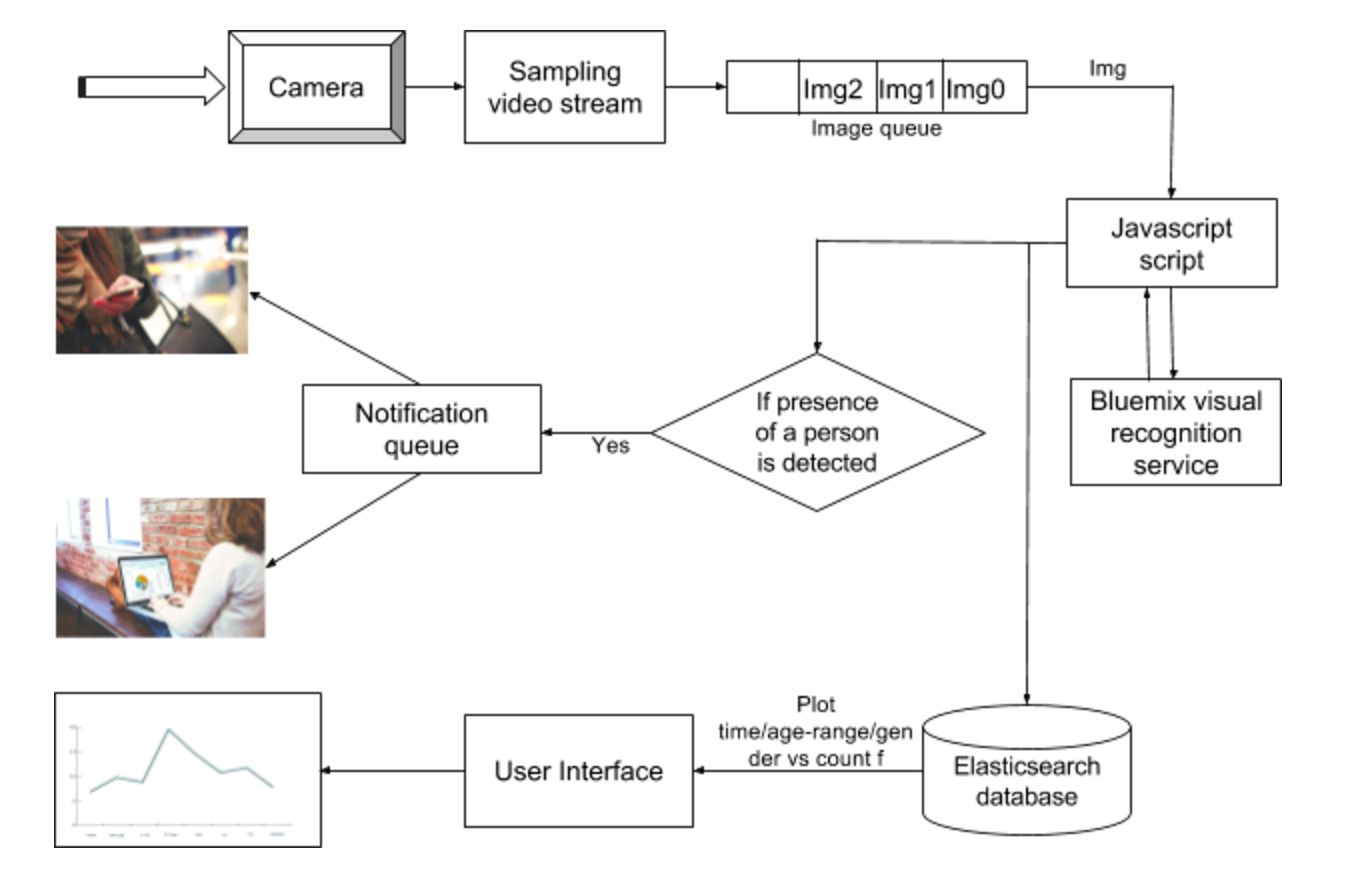 Camera
Sampling
video stream
Img2
Img1
Img0
Image queue
Img
Javascript
script
Bluemix visual
recognition
service
If presence
of a person
is detected
Yes
Notification
queue
Elasticsearch
database
Plot
time/age-range/gen
der vs count f
User Interface